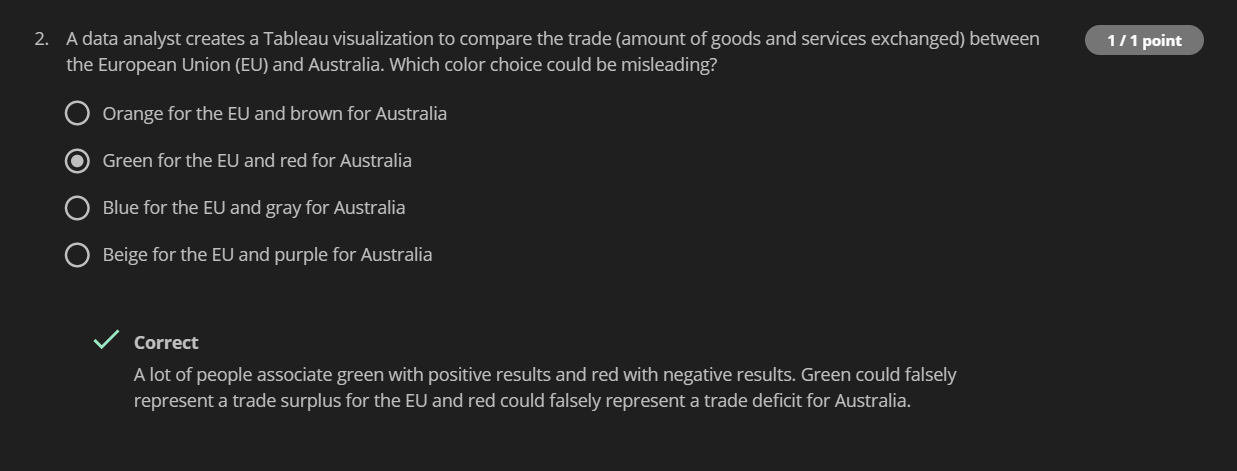 2. A data analyst creates a Tableau visualization to compare the trade (amount of goods and services exchanged) between
the European Union (EU) and Australia. Which color choice could be misleading?
1 / 1 point
Orange for the EU and brown for Australia
Green for the EU and red for Australia
Blue for the EU and gray for Australia
Beige for the EU and purple for Australia
Correct
A lot of people associate green with positive results and red with negative results. Green could falsely
represent a trade surplus for the EU and red could falsely represent a trade deficit for Australia.